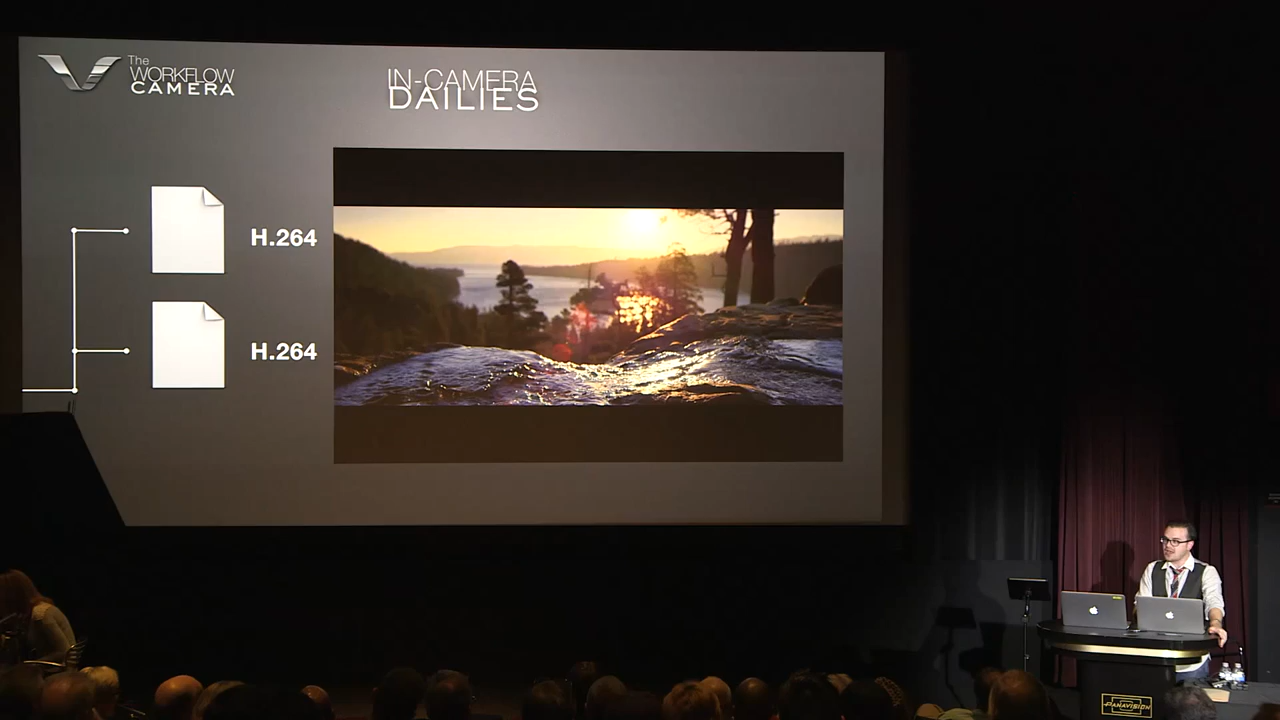 The
WORKFLOW
CAMERA
IN-CAMERA
DAILIES
H.264
H.264
PANAVISION